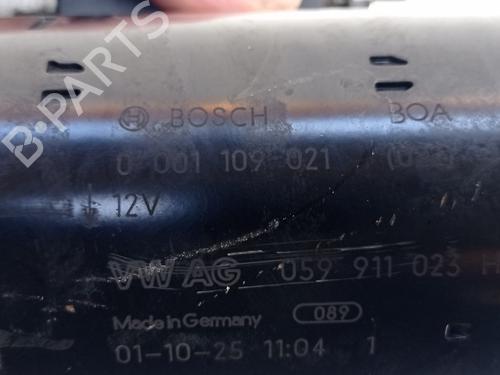 B-PARTS
BOSCH BOA
0 001 109 021
12V
VW AG 059 911 023 H
Made in Germany 089
01-10-25 11:04 1